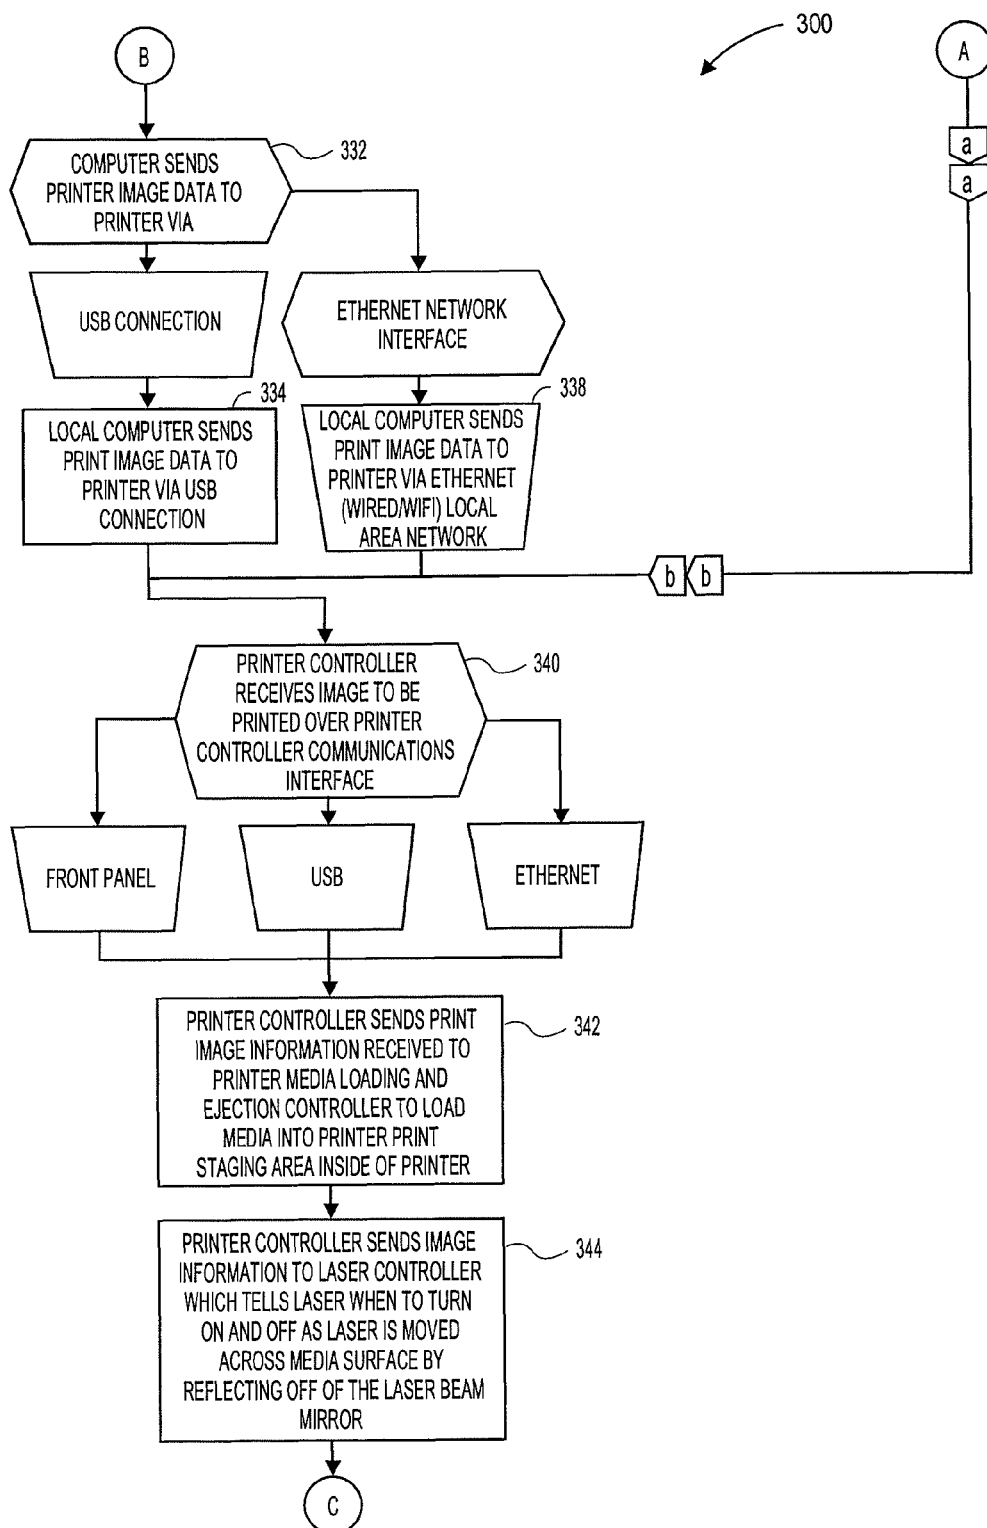 300
B
A
a
a
332
COMPUTER SENDS
PRINTER IMAGE DATA TO
PRINTER VIA
USB CONNECTION
ETHERNET NETWORK
INTERFACE
334
LOCAL COMPUTER SENDS
PRINT IMAGE DATA TO
PRINTER VIA USB
CONNECTION
338
LOCAL COMPUTER SENDS
PRINT IMAGE DATA TO
PRINTER VIA ETHERNET
(WIRED/WIFI) LOCAL
AREA NETWORK
b
b
PRINTER CONTROLLER
RECEIVES IMAGE TO BE
PRINTED OVER PRINTER
CONTROLLER COMMUNICATIONS
INTERFACE
340
FRONT PANEL
USB
ETHERNET
PRINTER CONTROLLER SENDS PRINT
IMAGE INFORMATION RECEIVED TO
PRINTER MEDIA LOADING AND
EJECTION CONTROLLER TO LOAD
MEDIA INTO PRINTER PRINT
STAGING AREA INSIDE OF PRINTER
342
PRINTER CONTROLLER SENDS IMAGE
INFORMATION TO LASER CONTROLLER
WHICH TELLS LASER WHEN TO TURN
ON AND OFF AS LASER IS MOVED
ACROSS MEDIA SURFACE BY
REFLECTING OFF OF THE LASER BEAM
MIRROR
344
C